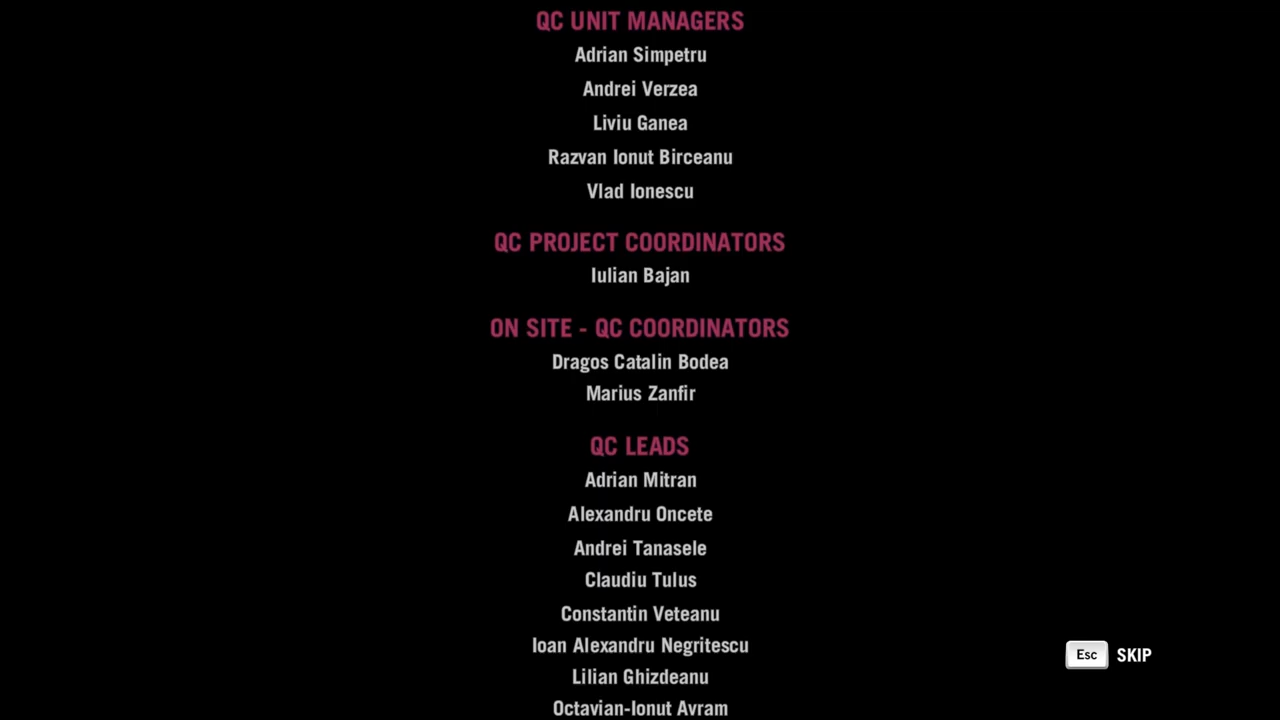 QC UNIT MANAGERS
Adrian Simpetru
Andrei Verzea
Liviu Ganea
Razvan Ionut Birceanu
Vlad Ionescu
QC PROJECT COORDINATORS
Iulian Bajan
ON SITE - QC COORDINATORS
Dragos Catalin Bodea
Marius Zanfir
QC LEADS
Adrian Mitran
Alexandru Oncete
Andrei Tanasele
Claudiu Tulus
Constantin Veteanu
Ioan Alexandru Negritescu
Lilian Ghizdeanu
Octavian-Ionut Avram
Esc SKIP